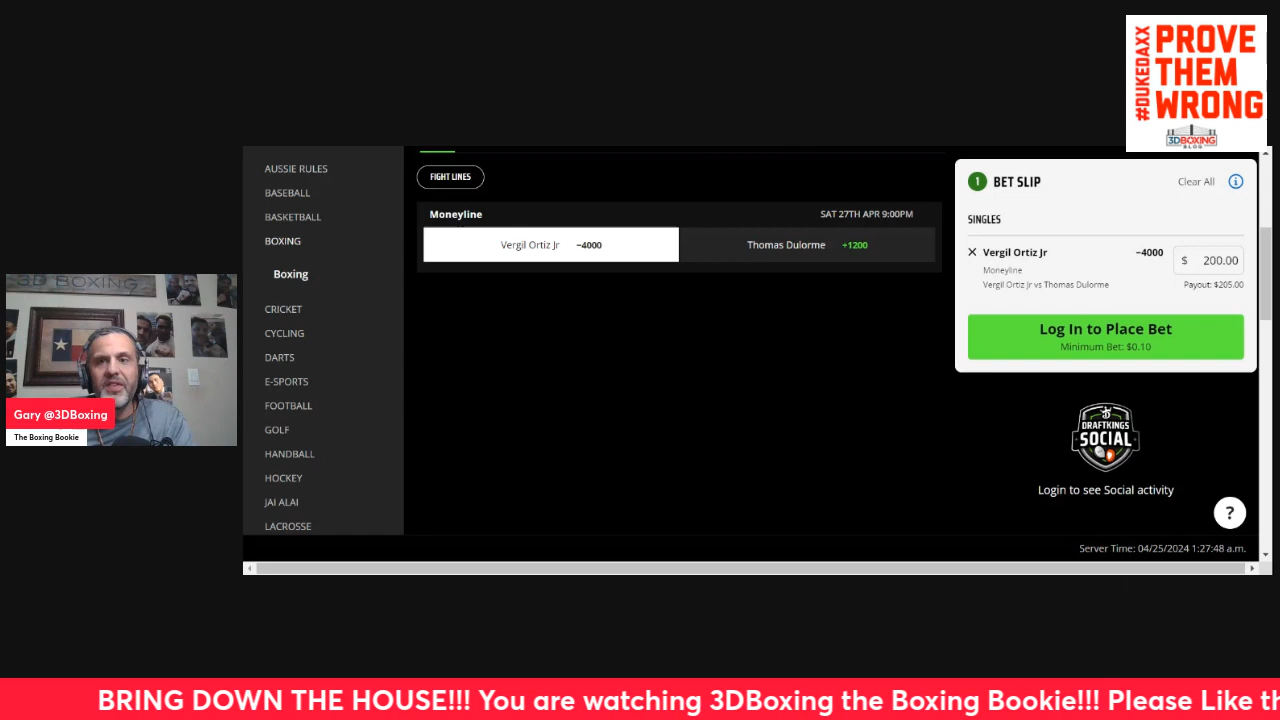 #DUKEDAXX
PROVE
THEM
WRONG
3DBOXING
BLOG
AUSSIE RULES
BASEBALL
BASKETBALL
BOXING
Boxing
CRICKET
CYCLING
DARTS
E-SPORTS
FOOTBALL
GOLF
HANDBALL
HOCKEY
JAI ALAI
LACROSSE
FIGHT LINES
Moneyline SAT 27TH APR 9:00PM
Vergil Ortiz Jr −4000 Thomas Dulorme +1200
1 BET SLIP Clear All i
SINGLES
× Vergil Ortiz Jr −4000 $ 200.00
Moneyline
Vergil Ortiz Jr vs Thomas Dulorme Payout: $205.00
Log In to Place Bet
Minimum Bet: $0.10
DRAFTKINGS
SOCIAL
Login to see Social activity
?
Server Time: 04/25/2024 1:27:48 a.m.
3D BOXING
Gary @3DBoxing
The Boxing Bookie
BRING DOWN THE HOUSE!!! You are watching 3DBoxing the Boxing Bookie!!! Please Like th